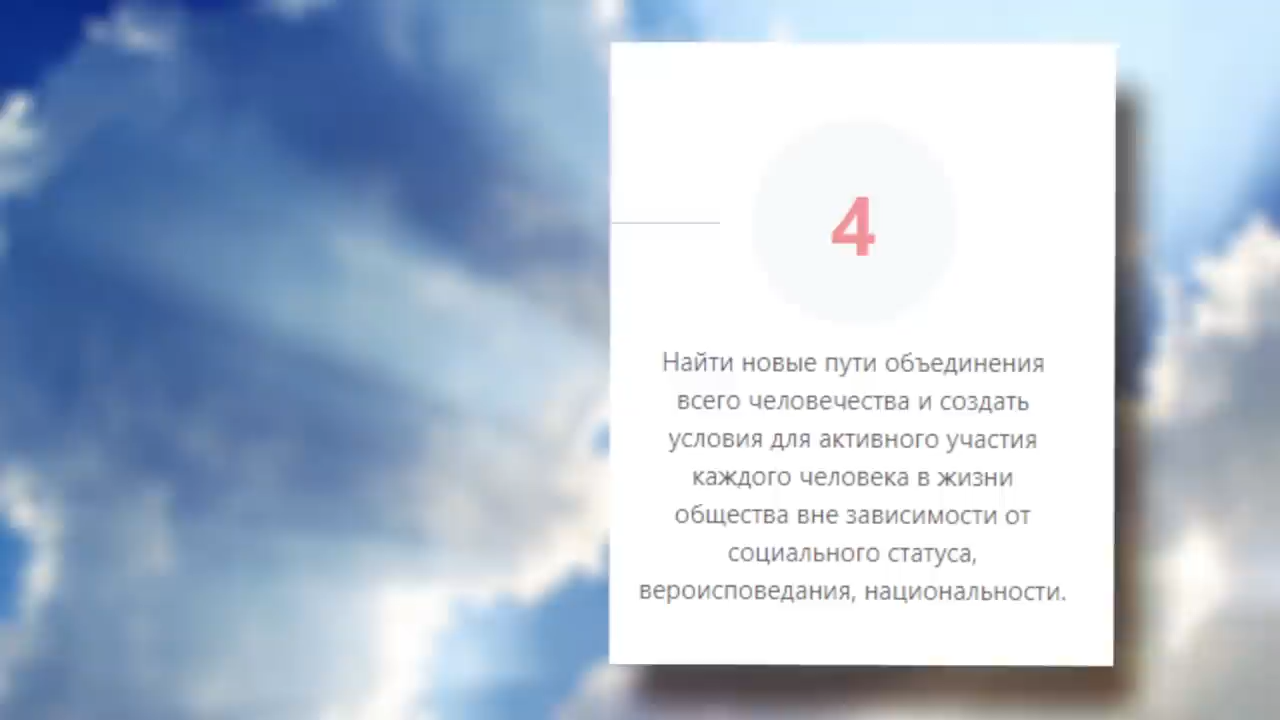 4
Найти новые пути объединения
всего человечества и создать
условия для активного участия
каждого человека в жизни
общества вне зависимости от
социального статуса,
вероисповедания, национальности.